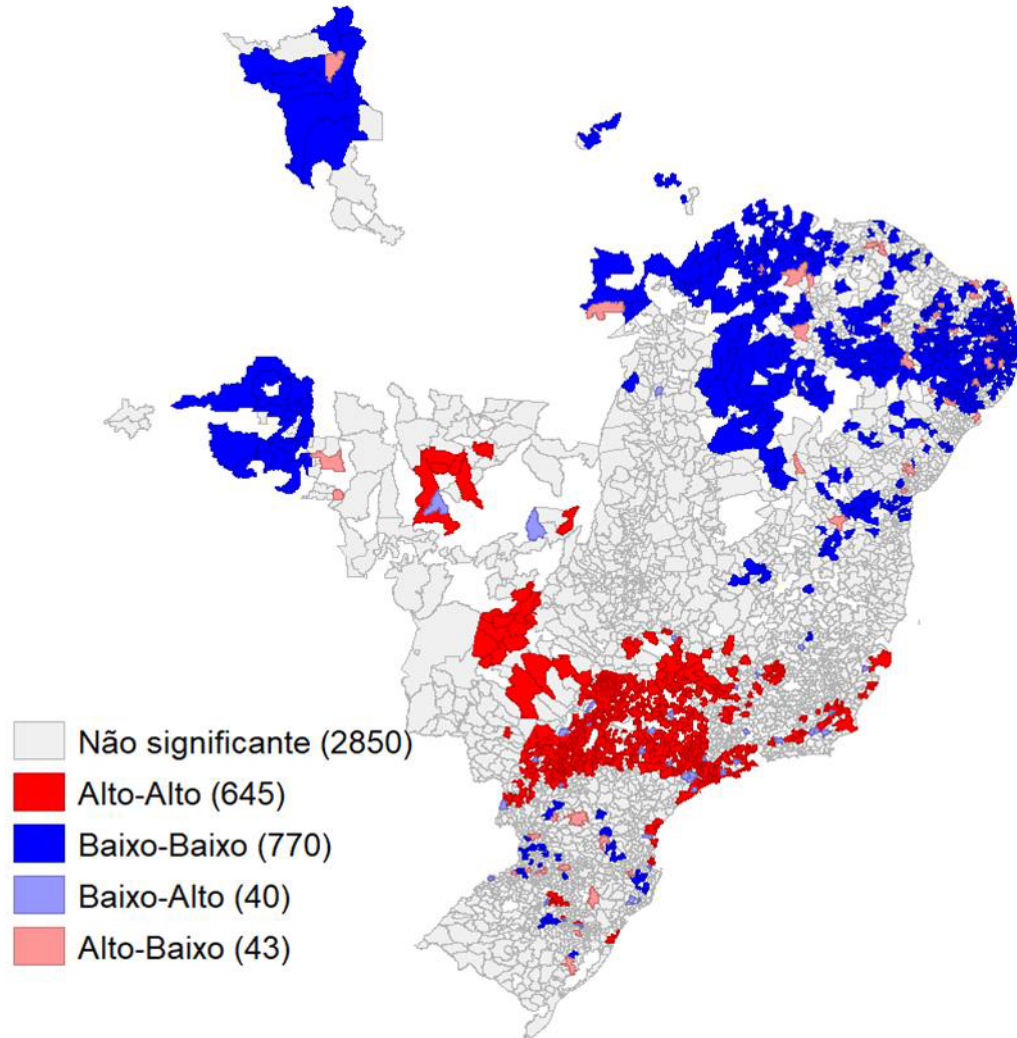 Não significante (2850)
Alto-Alto (645)
Baixo-Baixo (770)
Baixo-Alto (40)
Alto-Baixo (43)